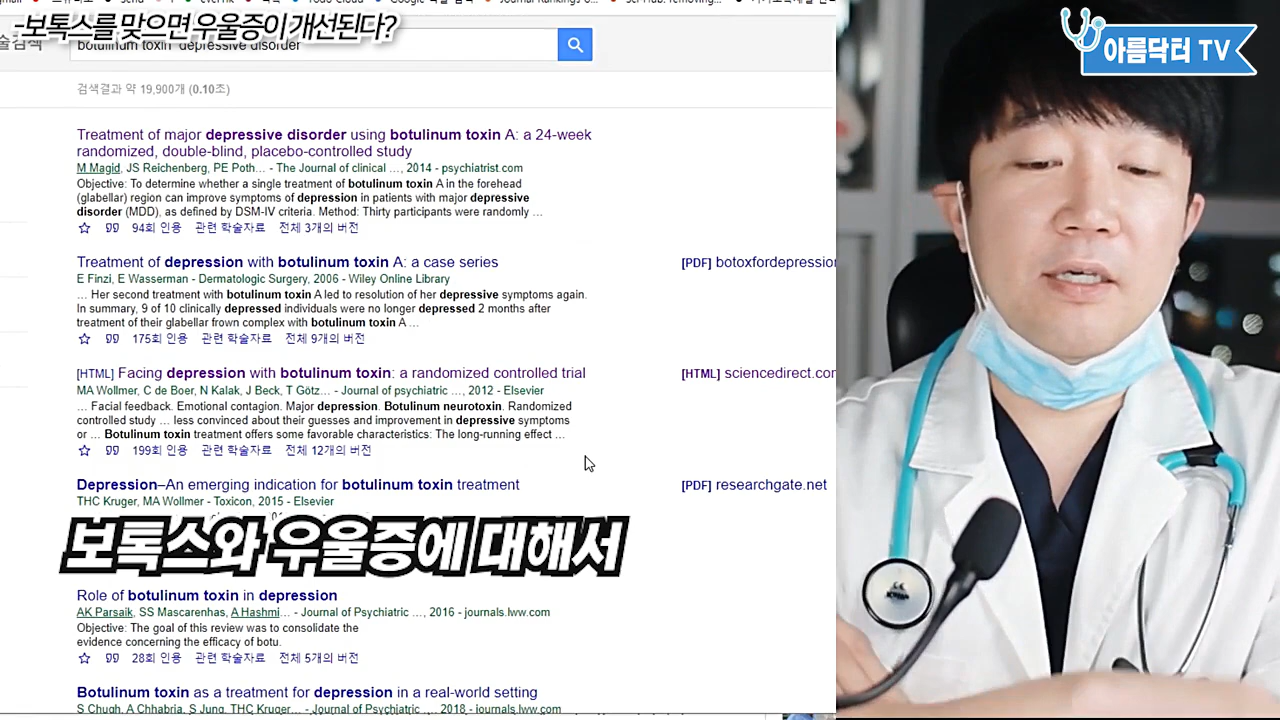 -보톡스를 맞으면 우울증이 개선된다?
botulinum toxin depressive disorder
아름닥터 TV
검색결과 약 19,900개 (0.10초)
Treatment of major depressive disorder using botulinum toxin A: a 24-week
randomized, double-blind, placebo-controlled study
M Magid, JS Reichenberg, PE Poth... - The Journal of clinical ..., 2014 - psychiatrist.com
Objective: To determine whether a single treatment of botulinum toxin A in the forehead
(glabellar) region can improve symptoms of depression in patients with major depressive
disorder (MDD), as defined by DSM-IV criteria. Method: Thirty participants were randomly ...
94회 인용 관련 학술자료 전체 3개의 버전
Treatment of depression with botulinum toxin A: a case series
[PDF] botoxfordepression
E Finzi, E Wasserman - Dermatologic Surgery, 2006 - Wiley Online Library
... Her second treatment with botulinum toxin A led to resolution of her depressive symptoms again.
In summary, 9 of 10 clinically depressed individuals were no longer depressed 2 months after
treatment of their glabellar frown complex with botulinum toxin A ...
175회 인용 관련 학술자료 전체 9개의 버전
[HTML] Facing depression with botulinum toxin: a randomized controlled trial
[HTML] sciencedirect.com
MA Wollmer, C de Boer, N Kalak, J Beck, T Götz... - Journal of psychiatric ..., 2012 - Elsevier
... Facial feedback. Emotional contagion. Major depression. Botulinum neurotoxin. Randomized
controlled study ... less convinced about their guesses and improvement in depressive symptoms
or ... Botulinum toxin treatment offers some favorable characteristics: The long-running effect ...
199회 인용 관련 학술자료 전체 12개의 버전
Depression–An emerging indication for botulinum toxin treatment
[PDF] researchgate.net
THC Kruger, MA Wollmer - Toxicon, 2015 - Elsevier
보톡스와 우울증에 대해서
Role of botulinum toxin in depression
AK Parsaik, SS Mascarenhas, A Hashmi... - Journal of Psychiatric ..., 2016 - journals.lww.com
Objective: The goal of this review was to consolidate the
evidence concerning the efficacy of botu.
28회 인용 관련 학술자료 전체 5개의 버전
Botulinum toxin as a treatment for depression in a real-world setting
S Chugh, A Chhabria, S Jung, THC Kruger... - Journal of Psychiatric ..., 2018 - journals.lww.com